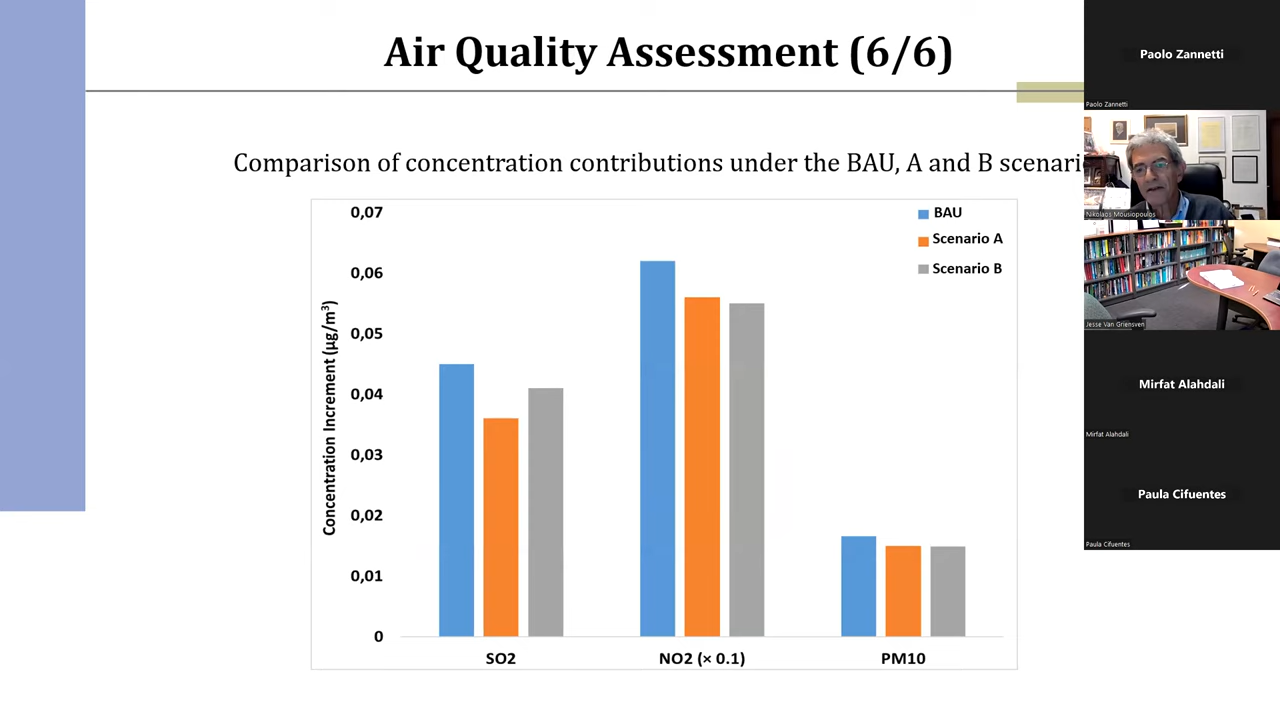 Air Quality Assessment (6/6)
Comparison of concentration contributions under the BAU, A and B scenari
0,07
0,06
0,05
0,04
0,03
0,02
0,01
0
Concentration Increment (µg/m³)
BAU
Scenario A
Scenario B
SO2
NO2 (× 0.1)
PM10
Paolo Zannetti
Paolo Zannetti
Nikolaos Mousiopoulos
Jesse Van Griensven
Mirfat Alahdali
Mirfat Alahdali
Paula Cifuentes
Paula Cifuentes